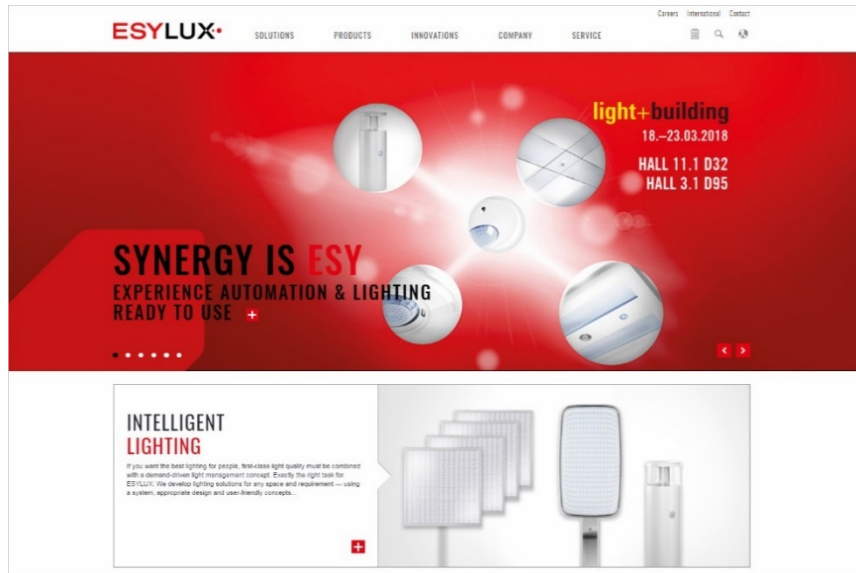 Careers International Contact
ESYLUX
SOLUTIONS PRODUCTS INNOVATIONS COMPANY SERVICE
light+building
18.–23.03.2018
HALL 11.1 D32
HALL 3.1 D95
SYNERGY IS ESY
EXPERIENCE AUTOMATION & LIGHTING
READY TO USE
INTELLIGENT
LIGHTING
If you want the best lighting for people, first-class light quality must be combined
with a demand-driven light management concept. Exactly the right task for
ESYLUX. We develop lighting solutions for any space and requirement — using
a system, appropriate design and user-friendly concepts...